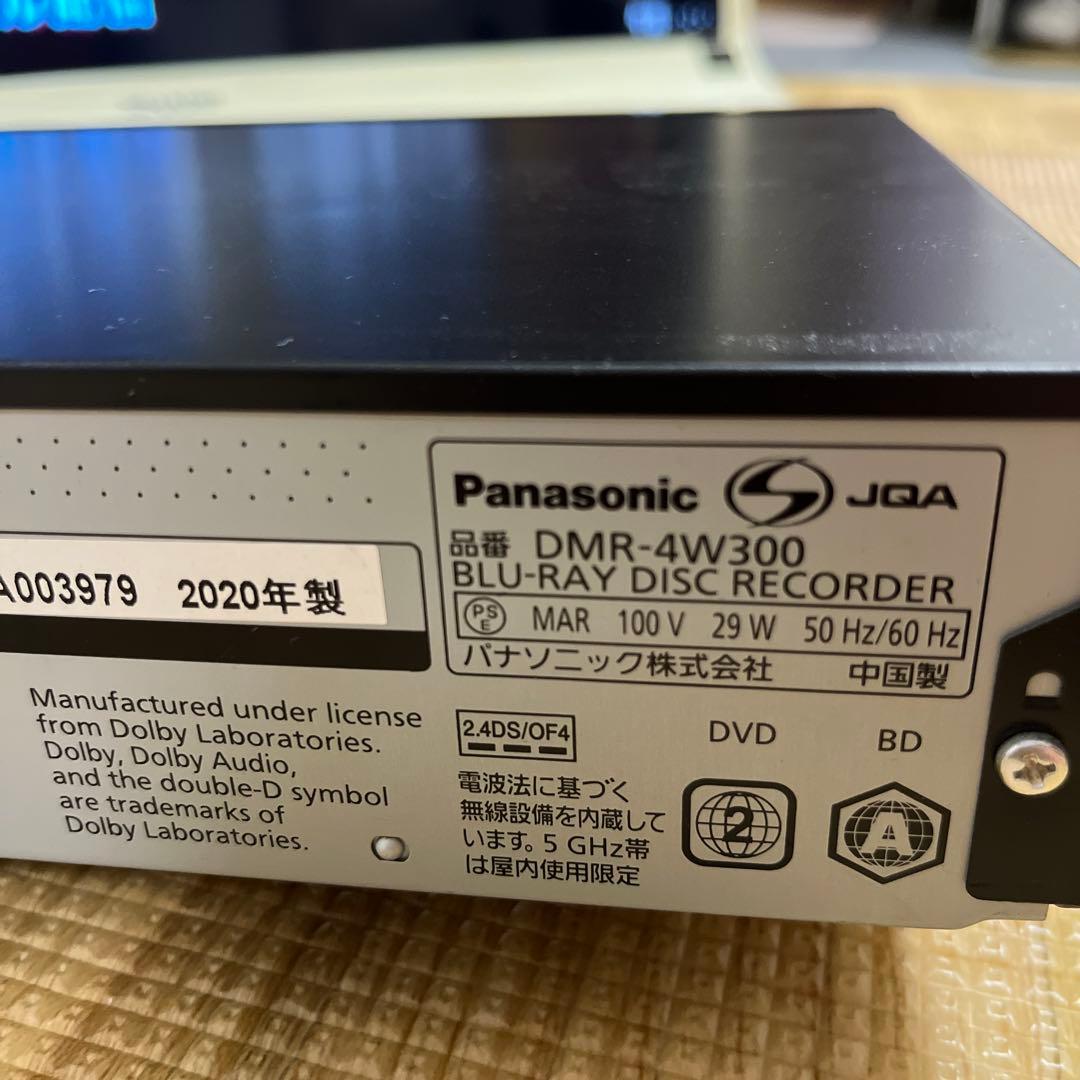 Panasonic JQA
品番 DMR-4W300
BLU-RAY DISC RECORDER
PSE MAR 100 V 29 W 50 Hz/60 Hz
パナソニック株式会社 中国製
A003979 2020年製
Manufactured under license
from Dolby Laboratories.
Dolby, Dolby Audio,
and the double-D symbol
are trademarks of
Dolby Laboratories.
2.4DS/OF4
電波法に基づく
無線設備を内蔵して
います。5 GHz帯
は屋内使用限定
DVD
2
BD
A